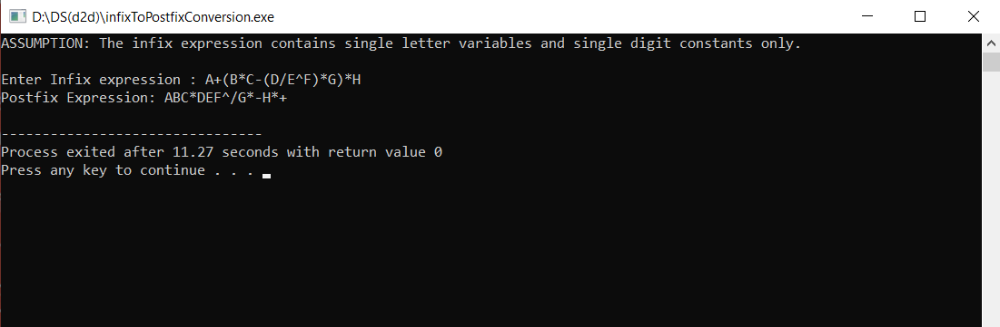 D:\DS(d2d)\infixToPostfixConversion.exe
ASSUMPTION: The infix expression contains single letter variables and single digit constants only.
Enter Infix expression : A+(B*C-(D/E^F)*G)*H
Postfix Expression: ABC*DEF^/G*-H*+
--------------------------------
Process exited after 11.27 seconds with return value 0
Press any key to continue . . .